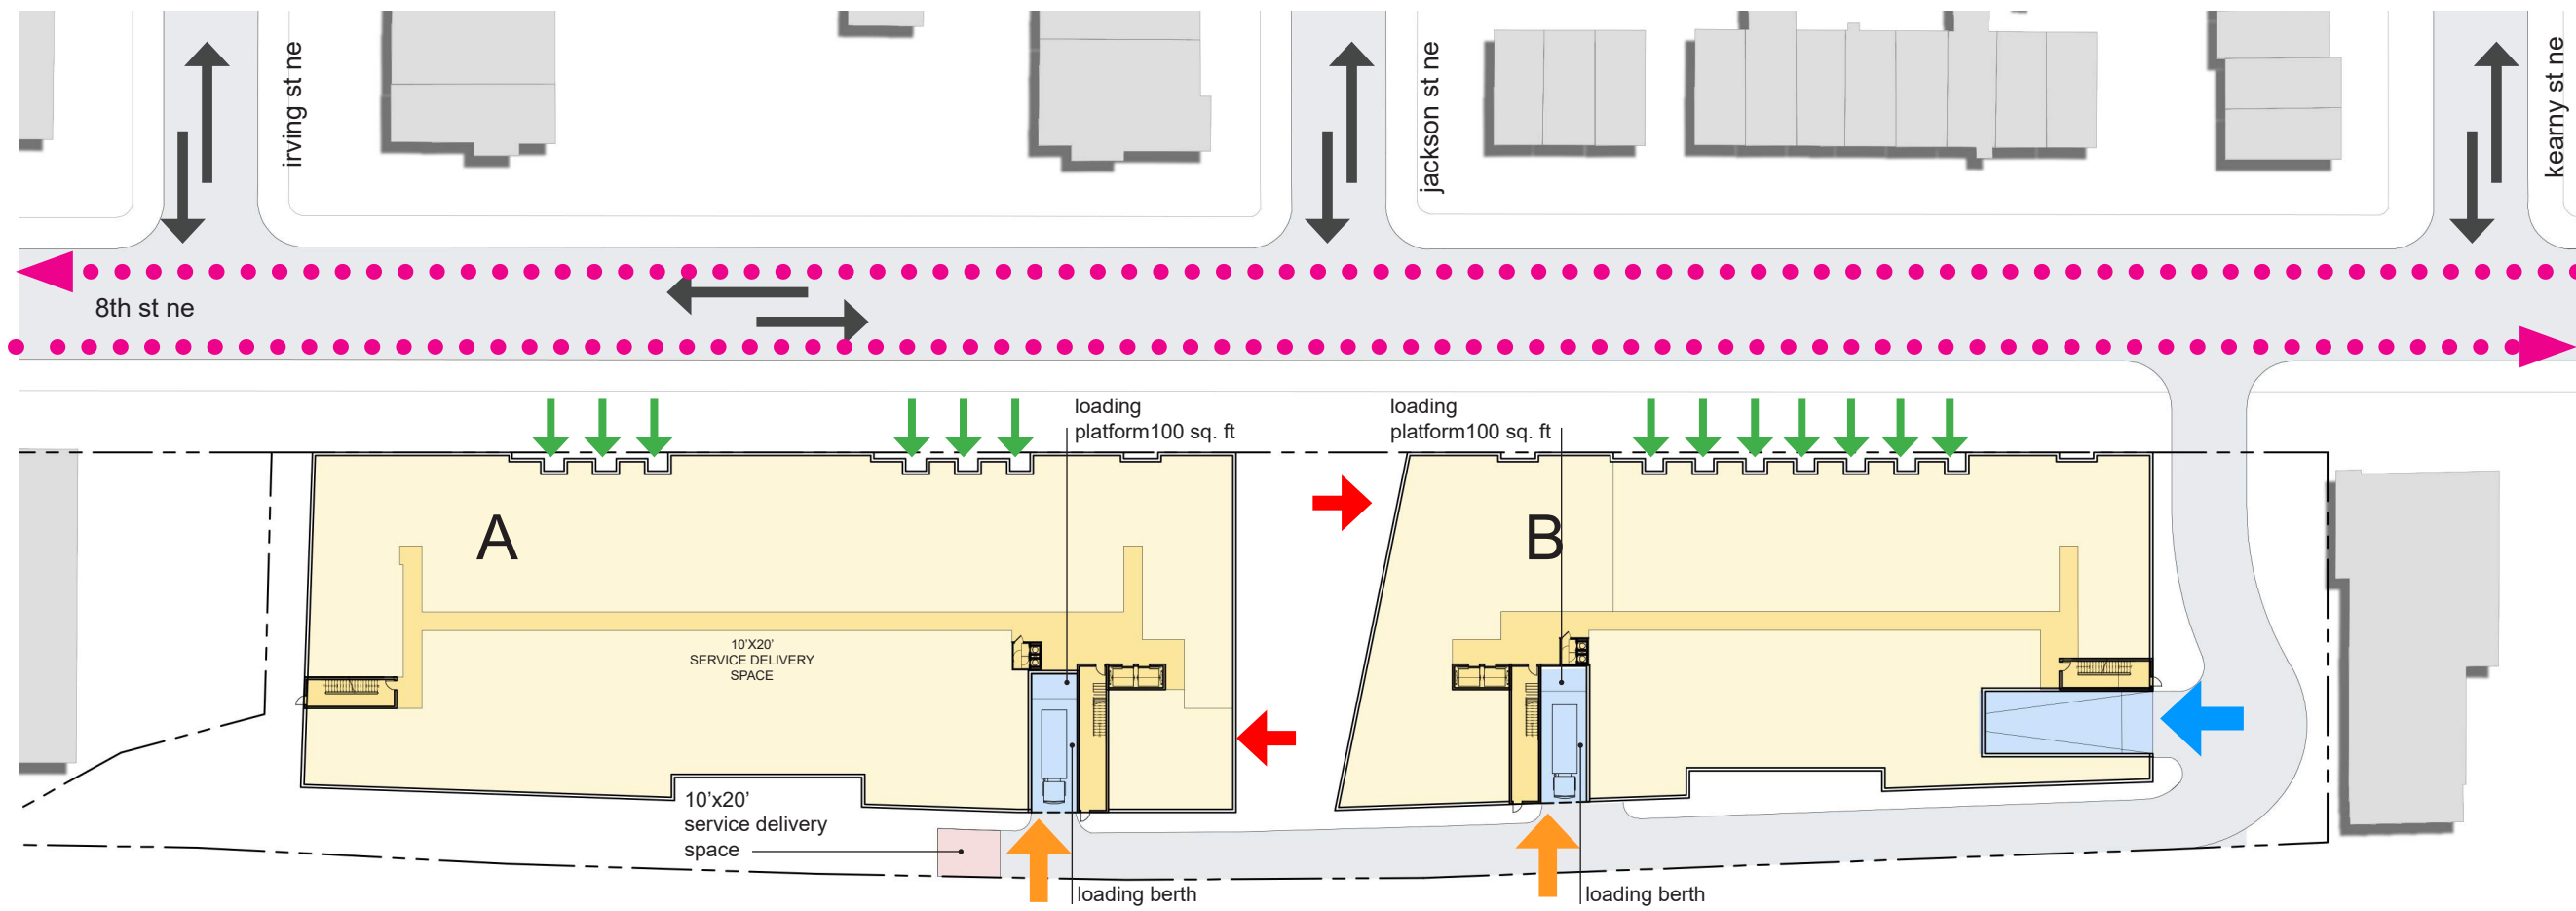 irving st ne
jackson st ne
kearny st ne
8th st ne
loading
platform100 sq. ft
loading
platform100 sq. ft
A
B
10'X20'
SERVICE DELIVERY
SPACE
10'x20'
service delivery
space
loading berth
loading berth